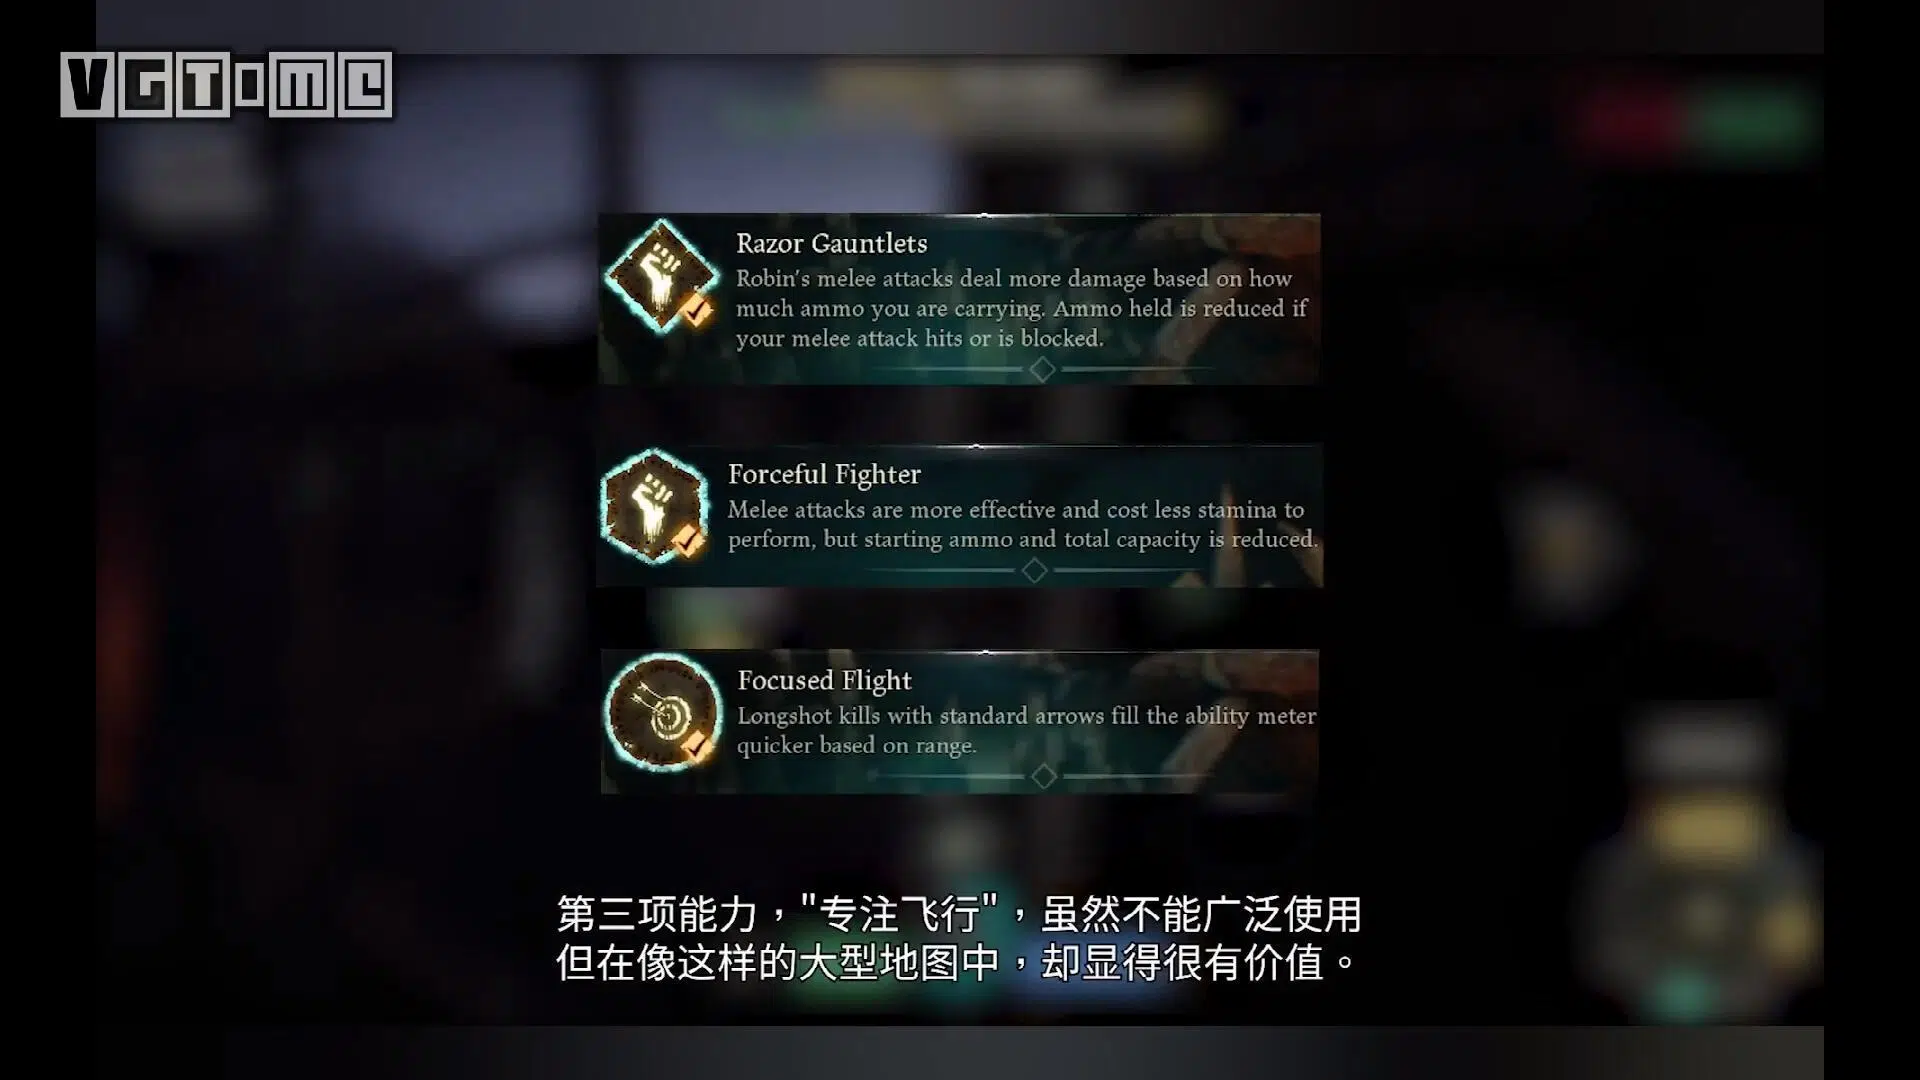 VGTIME
Razor Gauntlets
Robin's melee attacks deal more damage based on how
much ammo you are carrying. Ammo held is reduced if
your melee attack hits or is blocked.
Forceful Fighter
Melee attacks are more effective and cost less stamina to
perform, but starting ammo and total capacity is reduced.
Focused Flight
Longshot kills with standard arrows fill the ability meter
quicker based on range.
第三项能力，"专注飞行"，虽然不能广泛使用
但在像这样的大型地图中，却显得很有价值。